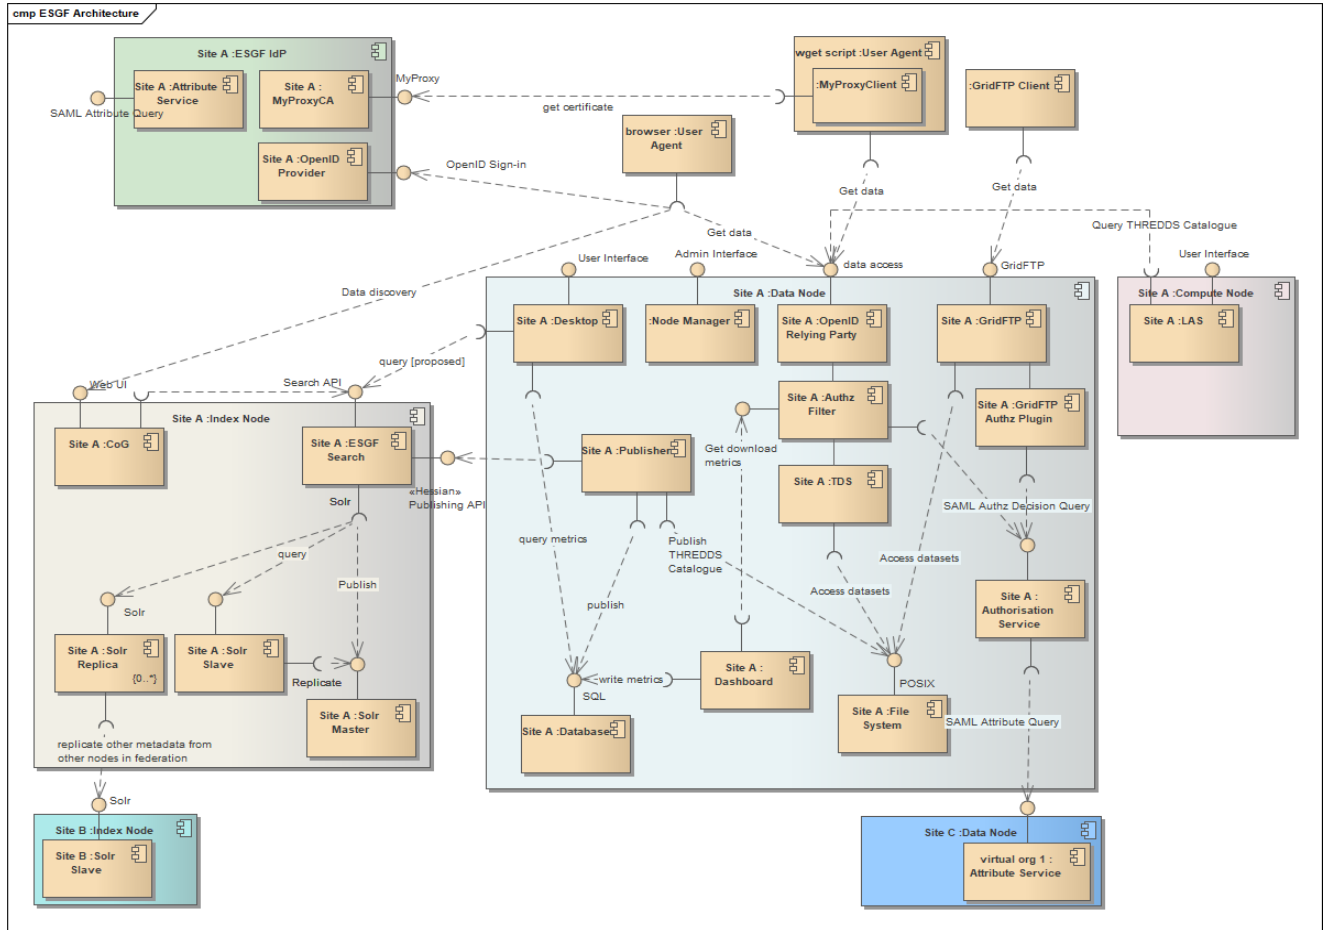 cmp ESGF Architecture
Site A :ESGF IdP
Site A :Attribute
Service
Site A :
MyProxyCA
MyProxy
SAML Attribute Query
Site A :OpenID
Provider
OpenID Sign-in
get certificate
wget script :User Agent
:MyProxyClient
:GridFTP Client
browser :User
Agent
Get data
Get data
Get data
Query THREDDS Catalogue
User Interface
Admin Interface
data access
GridFTP
User Interface
Data discovery
Site A :Data Node
Site A :Compute Node
Site A :Desktop
:Node Manager
Site A :OpenID
Relying Party
Site A :GridFTP
Site A :LAS
query [proposed]
Web UI
Search API
Site A :Index Node
Site A :CoG
Site A :ESGF
Search
Site A :Authz
Filter
Site A :GridFTP
Authz Plugin
Get download
metrics
Site A :Publisher
Site A :TDS
Solr
«Hessian»
Publishing API
SAML Authz Decision Query
query metrics
Publish
THREDDS
Catalogue
query
Access datasets
Publish
Access datasets
publish
Solr
Site A :
Authorisation
Service
Site A :Solr
Replica
{0..*}
Site A :Solr
Slave
Replicate
Site A :
Dashboard
write metrics
SQL
POSIX
Site A :Solr
Master
Site A :Database
Site A :File
System
SAML Attribute Query
replicate other metadata from
other nodes in federation
Solr
Site B :Index Node
Site B :Solr
Slave
Site C :Data Node
virtual org 1 :
Attribute Service